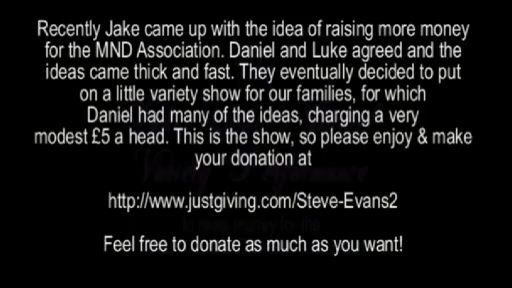 Recently Jake came up with the idea of raising more money
for the MND Association. Daniel and Luke agreed and the
ideas came thick and fast. They eventually decided to put
on a little variety show for our families, for which
Daniel had many of the ideas, charging a very
modest £5 a head. This is the show, so please enjoy & make
your donation at
http://www.justgiving.com/Steve-Evans2
Feel free to donate as much as you want!